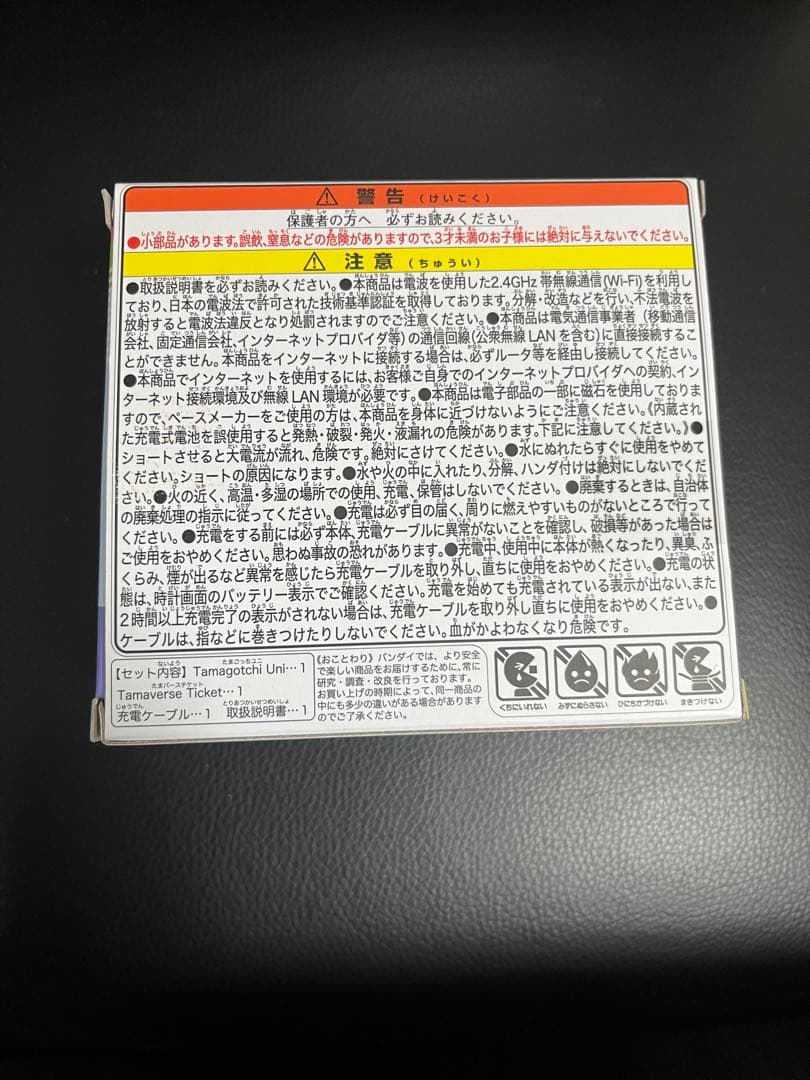 ⚠ 警告 (けいこく)
保護者の方へ 必ずお読みください。
●小部品があります。誤飲、窒息などの危険がありますので、3才未満のお子様には絶対に与えないでください。
⚠ 注意 (ちゅうい)
●取扱説明書を必ずお読みください。●本商品は電波を使用した2.4GHz 帯無線通信(Wi-Fi)を利用し
ており、日本の電波法で許可された技術基準認証を取得しております。分解・改造などを行い、不法電波を
放射すると電波法違反となり処罰されますのでご注意ください。●本商品は電気通信事業者（移動通信
会社、固定通信会社、インターネットプロバイダ等）の通信回線(公衆無線LANを含む)に直接接続するこ
とができません。本商品をインターネットに接続する場合は、必ずルータ等を経由し接続してください。
●本商品でインターネットを使用するには、お客様ご自身でのインターネットプロバイダへの契約、イン
ターネット接続環境及び無線LAN環境が必要です。●本商品は電子部品の一部に磁石を使用しており
ますので、ペースメーカーをご使用の方は、本商品を身体に近づけないようにご注意ください。《内蔵され
た充電式電池を誤使用すると発熱・破裂・発火・液漏れの危険があります。下記に注意してください。》●
ショートさせると大電流が流れ、危険です。絶対にさけてください。●水にぬれたらすぐに使用をやめて
ください。ショートの原因になります。●水や火の中に入れたり、分解、ハンダ付けは絶対にしないでくだ
さい。●火の近く、高温・多湿の場所での使用、充電、保管はしないでください。●廃棄するときは、自治体
の廃棄処理の指示に従ってください。●充電は必ず目の届く、周りに燃えやすいものがないところで行って
ください。●充電をする前には必ず本体、充電ケーブルに異常がないことを確認し、破損等があった場合は
ご使用をおやめください。思わぬ事故の恐れがあります。●充電中、使用中に本体が熱くなったり、異臭、ふ
くらみ、煙が出るなど異常を感じたら充電ケーブルを取り外し、直ちに使用をおやめください。●充電の状
態は、時計画面のバッテリー表示でご確認ください。充電を始めても充電されている表示が出ない、また
2時間以上充電完了の表示がされない場合は、充電ケーブルを取り外し直ちに使用をおやめください。●
ケーブルは、指などに巻きつけたりしないでください。血がかよわなくなり危険です。
【セット内容】Tamagotchi Uni…1
Tamaverse Ticket…1
充電ケーブル…1 取扱説明書…1
《おことわり》バンダイでは、より安全
で楽しい商品をお届けするために、常に
研究・調査・改良を行っております。
お買い上げの時期によって、同一商品の
中にも多少の違いがある場合があります
のでご了承ください。
くちにいれない みずにぬらさない ひにちかづけない まきつけない